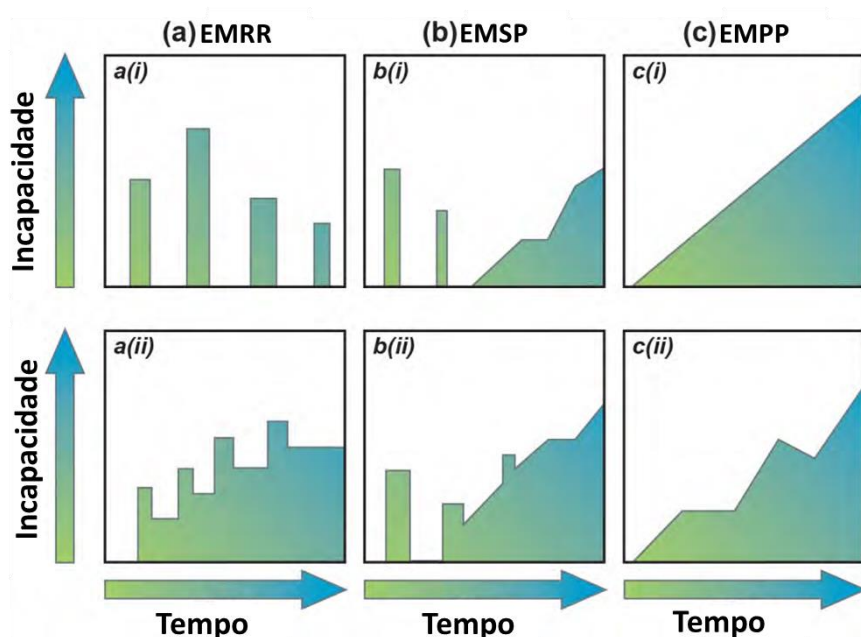 (a) EMRR
(b) EMSP
(c) EMPP
Incapacidade
a(i)
b(i)
c(i)
Incapacidade
a(ii)
b(ii)
c(ii)
Tempo
Tempo
Tempo